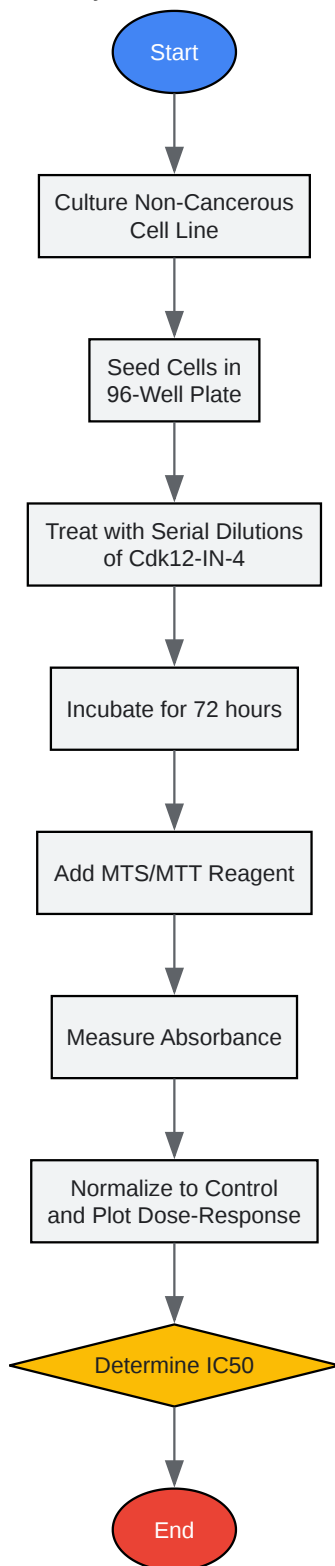 Start
Culture Non-Cancerous
Cell Line
Seed Cells in
96-Well Plate
Treat with Serial Dilutions
of Cdk12-IN-4
Incubate for 72 hours
Add MTS/MTT Reagent
Measure Absorbance
Normalize to Control
and Plot Dose-Response
Determine IC50
End